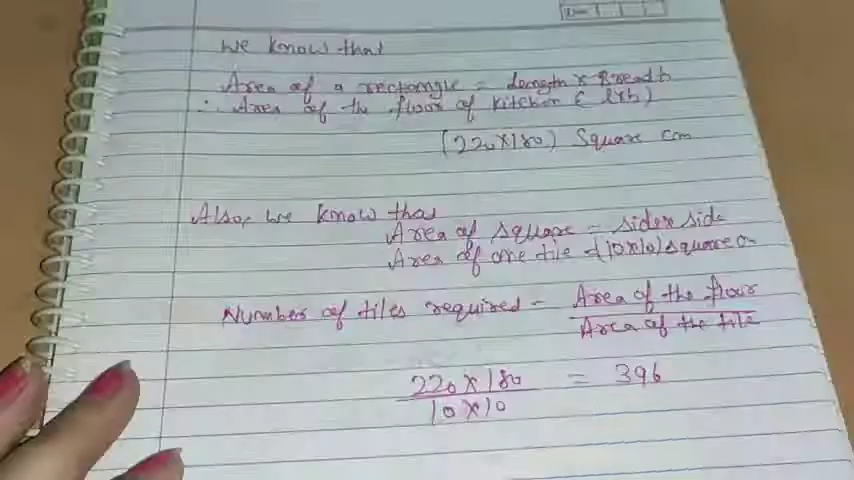 we know that
Area of a rectangle = Length x Breadth
∴ Area of the floor of kitchen (l×b)
(220×180) Square cm
Also, we know that
Area of square = side × side
Area of one tile = (10×10) square cm
Number of tiles required = Area of the floor
Area of the tile
220 × 180 = 396
10 × 10